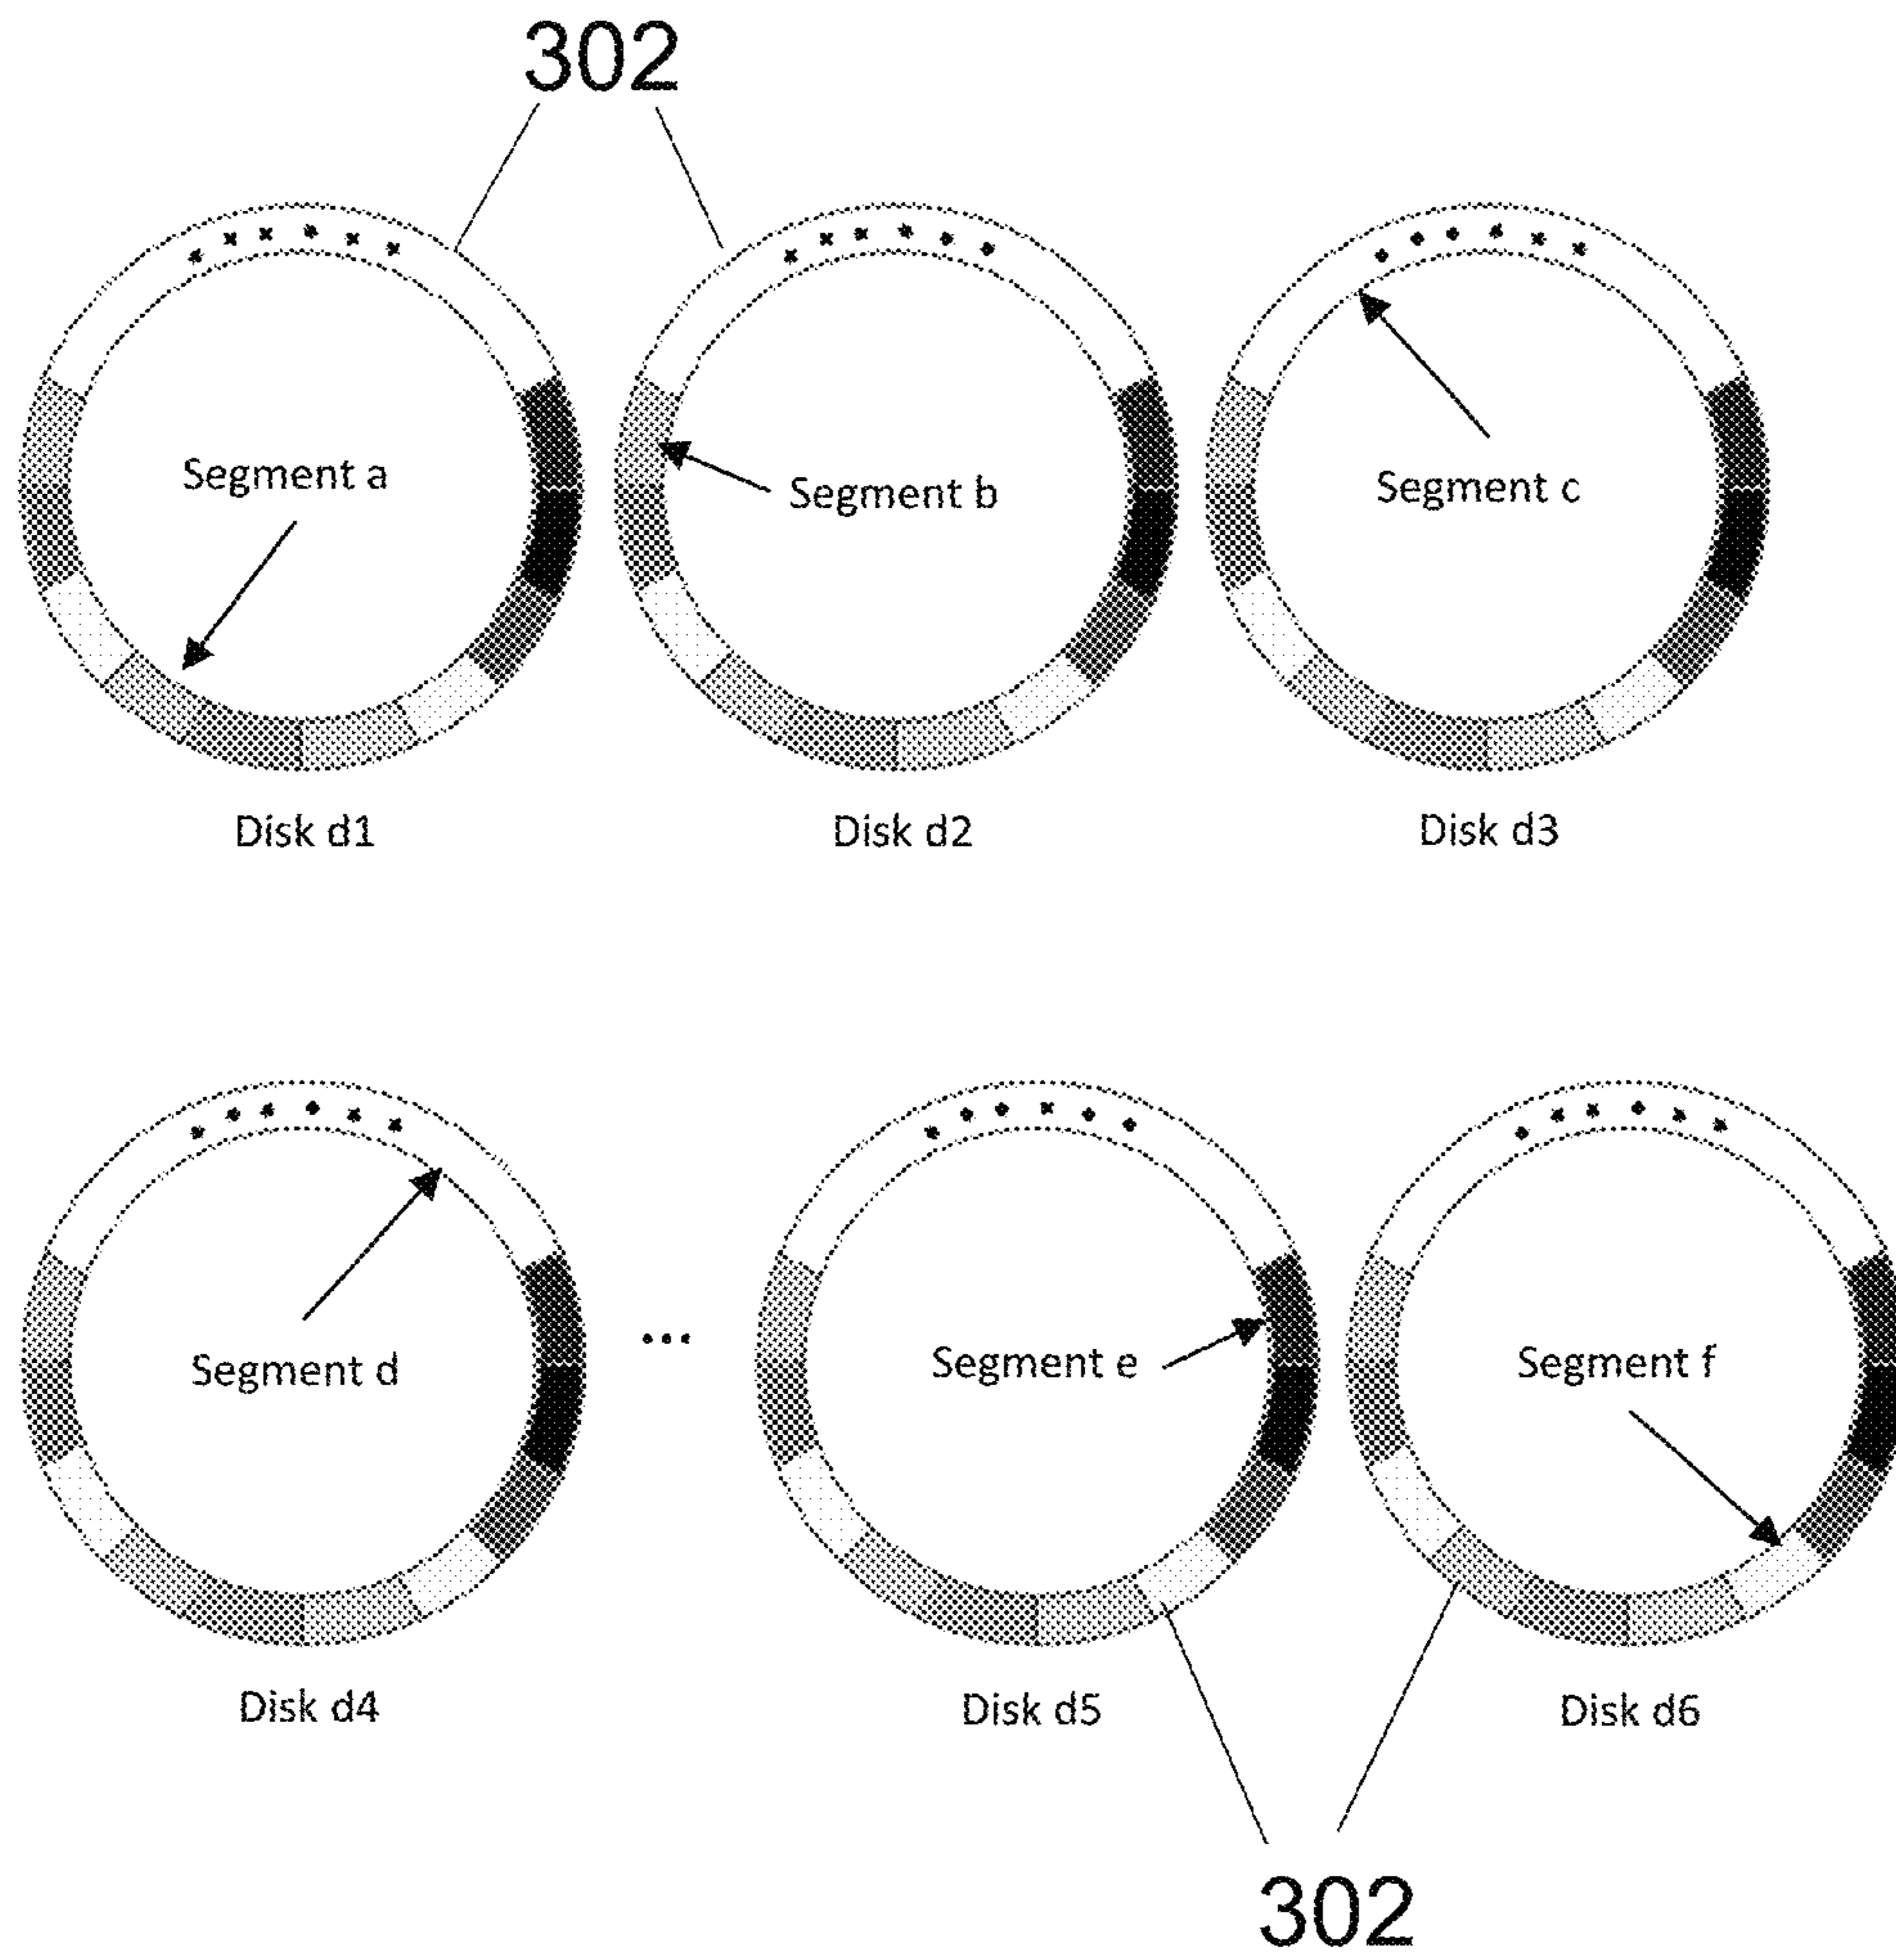 302
Segment a
Segment b
Segment c
Disk d1
Disk d2
Disk d3
Segment d
...
Segment e
Segment f
Disk d4
Disk d5
Disk d6
302